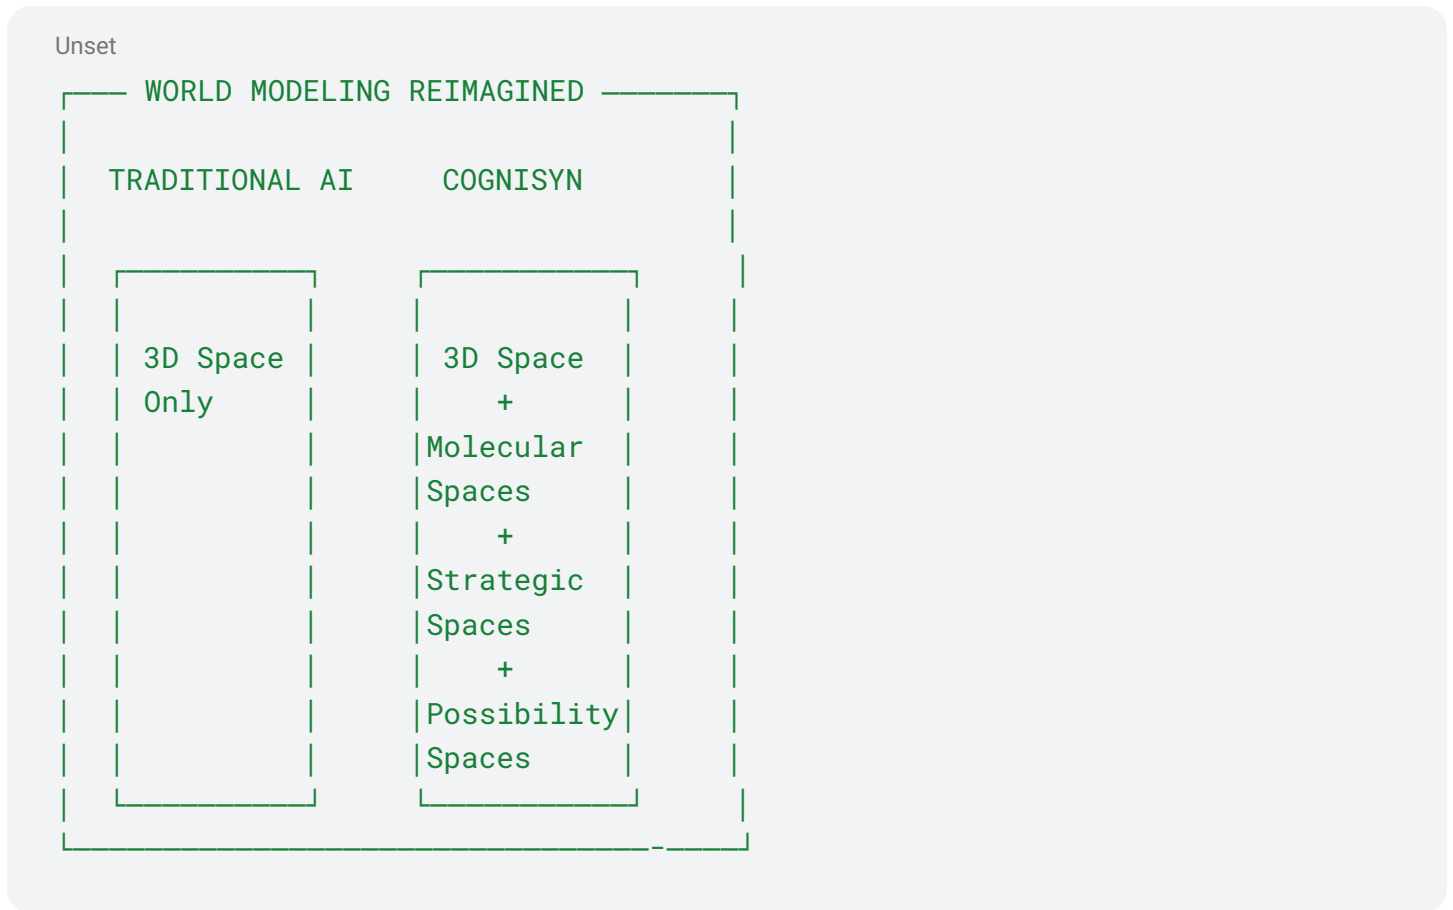 Unset
WORLD MODELING REIMAGINED
TRADITIONAL AI COGNISYN
3D Space 3D Space
Only +
Molecular
Spaces
+
Strategic
Spaces
+
Possibility
Spaces